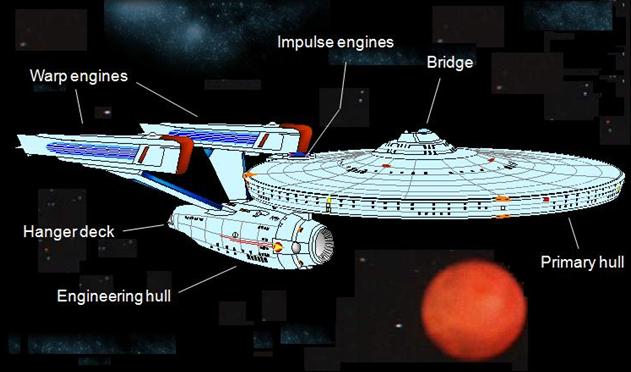 Impulse engines
Bridge
Warp engines
Hanger deck
Primary hull
Engineering hull